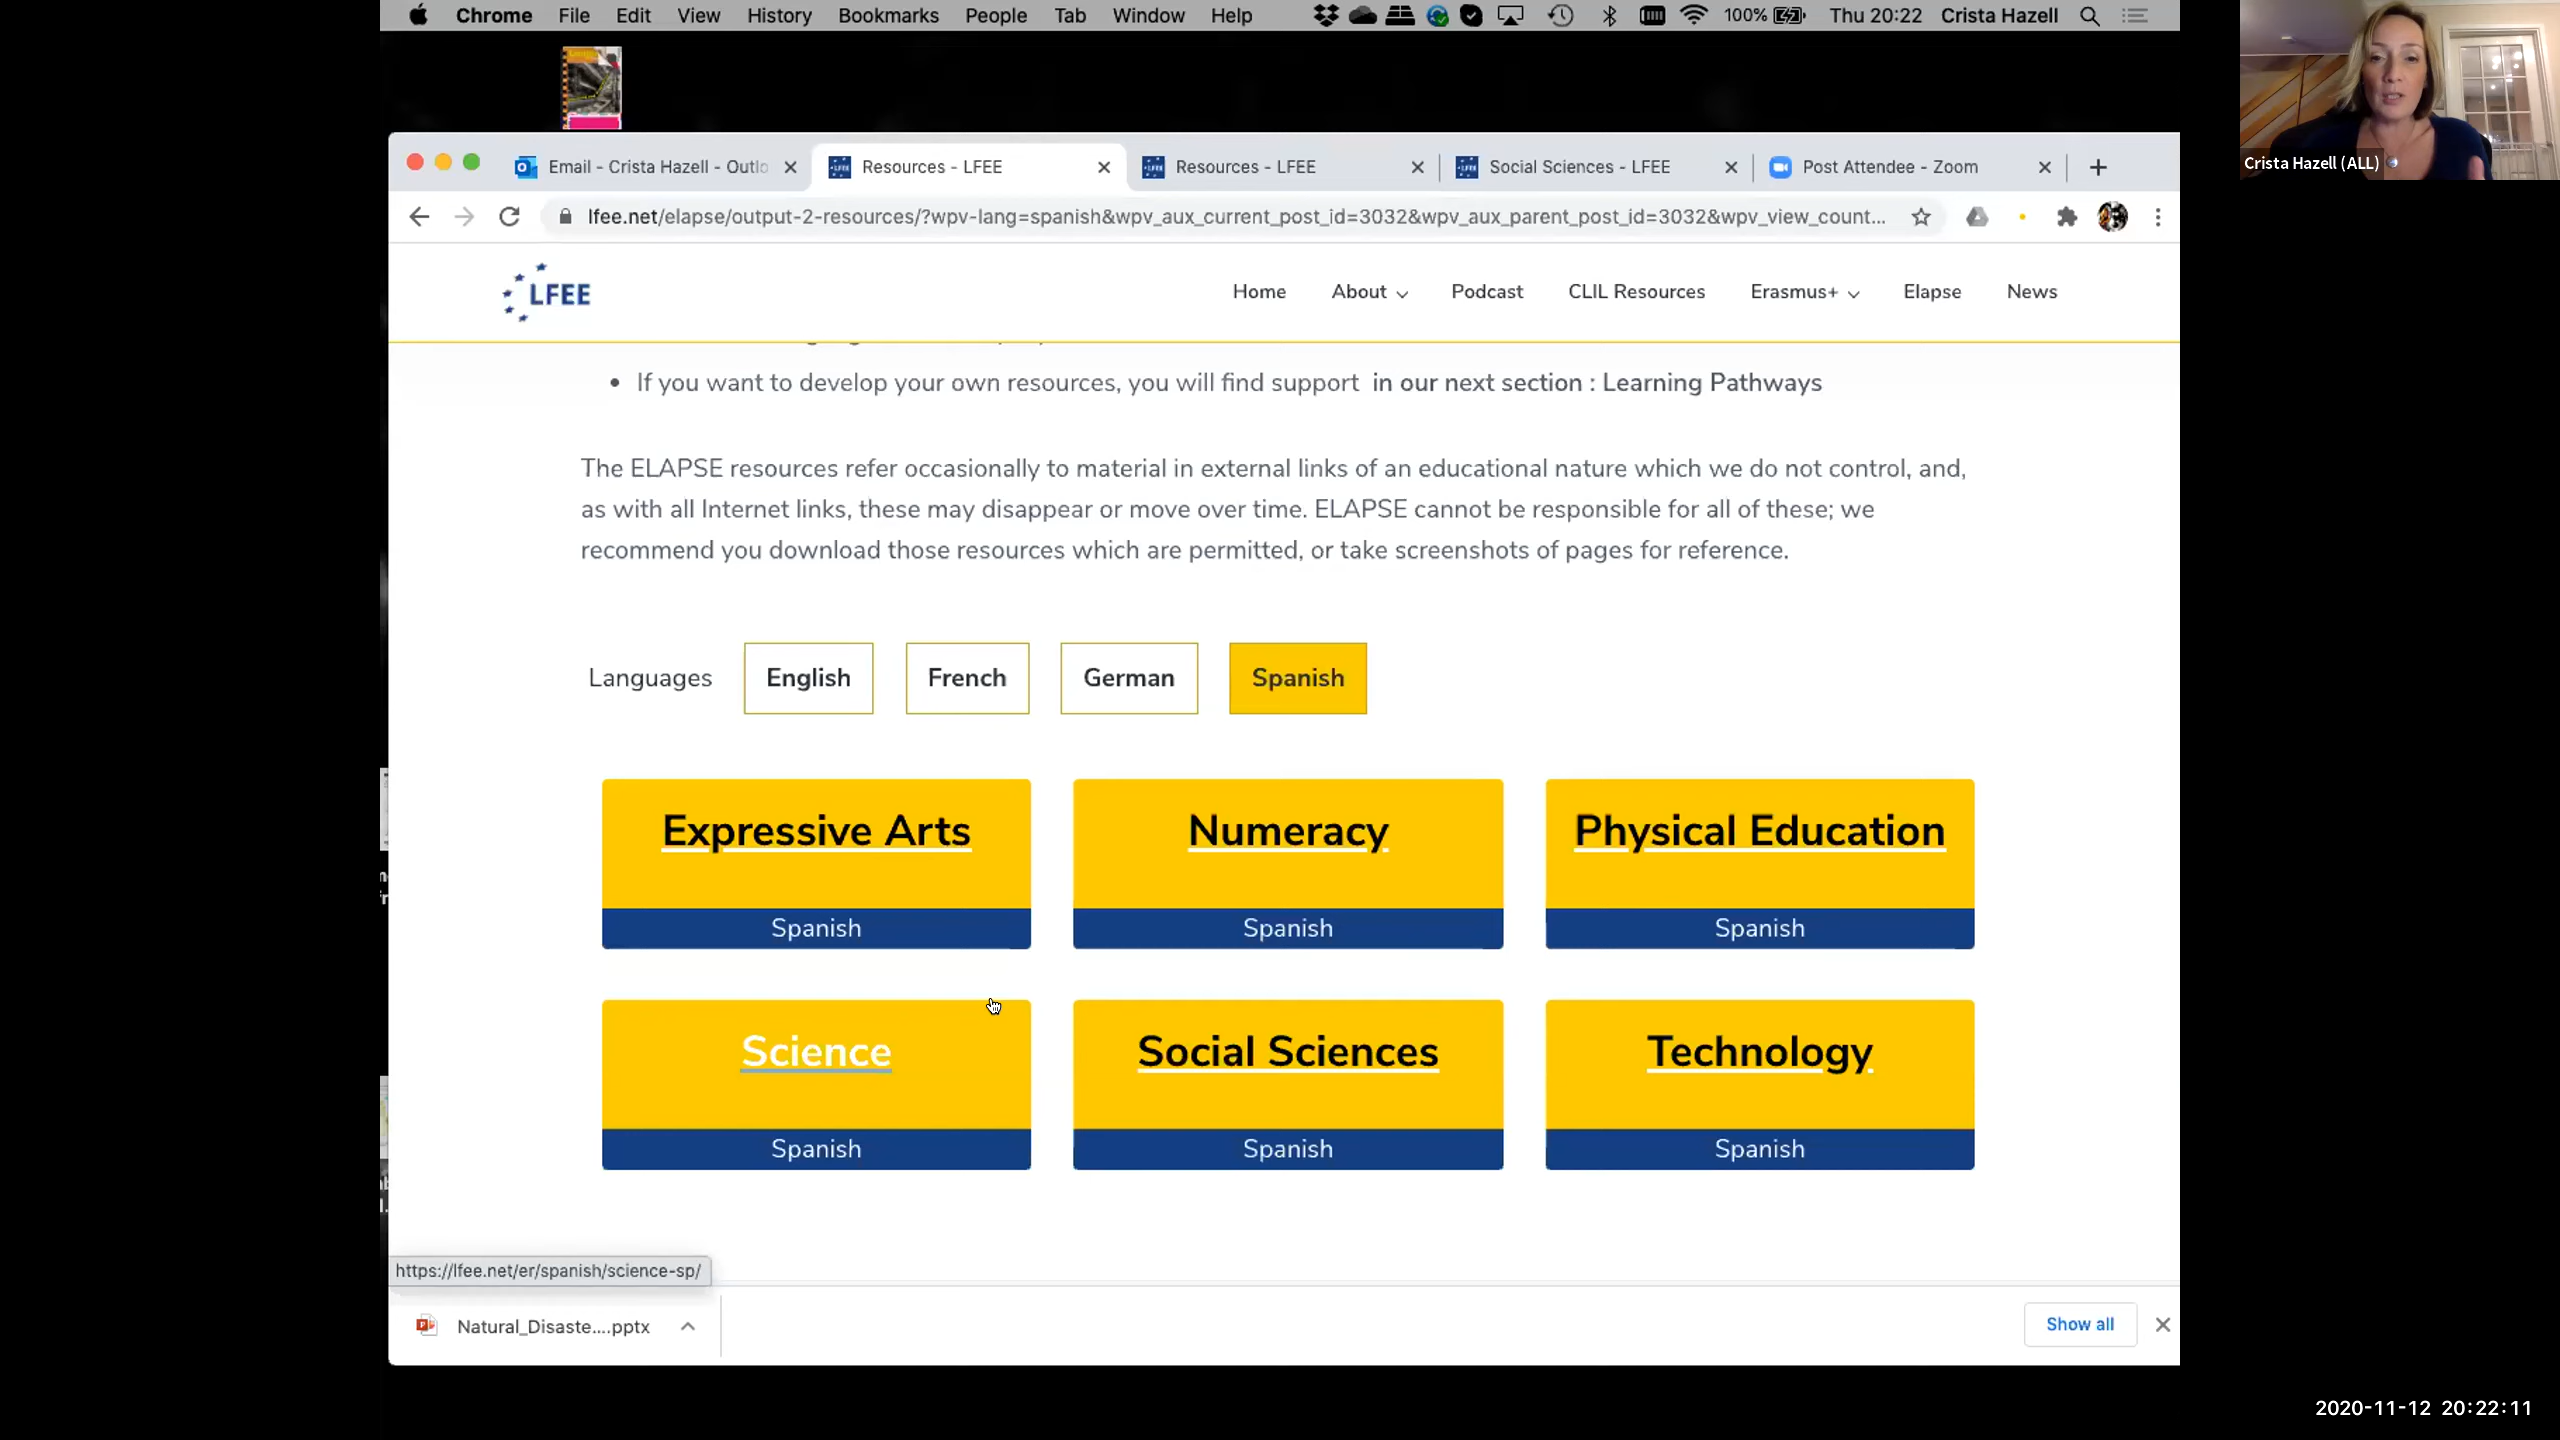 Chrome File Edit View History Bookmarks People Tab Window Help 100% Thu 20:22 Crista Hazell
Crista Hazell (ALL)
Email - Crista Hazell - Outlo
Resources - LFEE
Resources - LFEE
Social Sciences - LFEE
Post Attendee - Zoom
lfee.net/elapse/output-2-resources/?wpv-lang=spanish&wpv_aux_current_post_id=3032&wpv_aux_parent_post_id=3032&wpv_view_count...
LFEE
Home About Podcast CLIL Resources Erasmus+ Elapse News
If you want to develop your own resources, you will find support in our next section : Learning Pathways
The ELAPSE resources refer occasionally to material in external links of an educational nature which we do not control, and,
as with all Internet links, these may disappear or move over time. ELAPSE cannot be responsible for all of these; we
recommend you download those resources which are permitted, or take screenshots of pages for reference.
Languages English French German Spanish
Expressive Arts Numeracy Physical Education
Spanish Spanish Spanish
Science Social Sciences Technology
Spanish Spanish Spanish
https://lfee.net/er/spanish/science-sp/
Natural_Disaste....pptx
Show all
2020-11-12 20:22:11